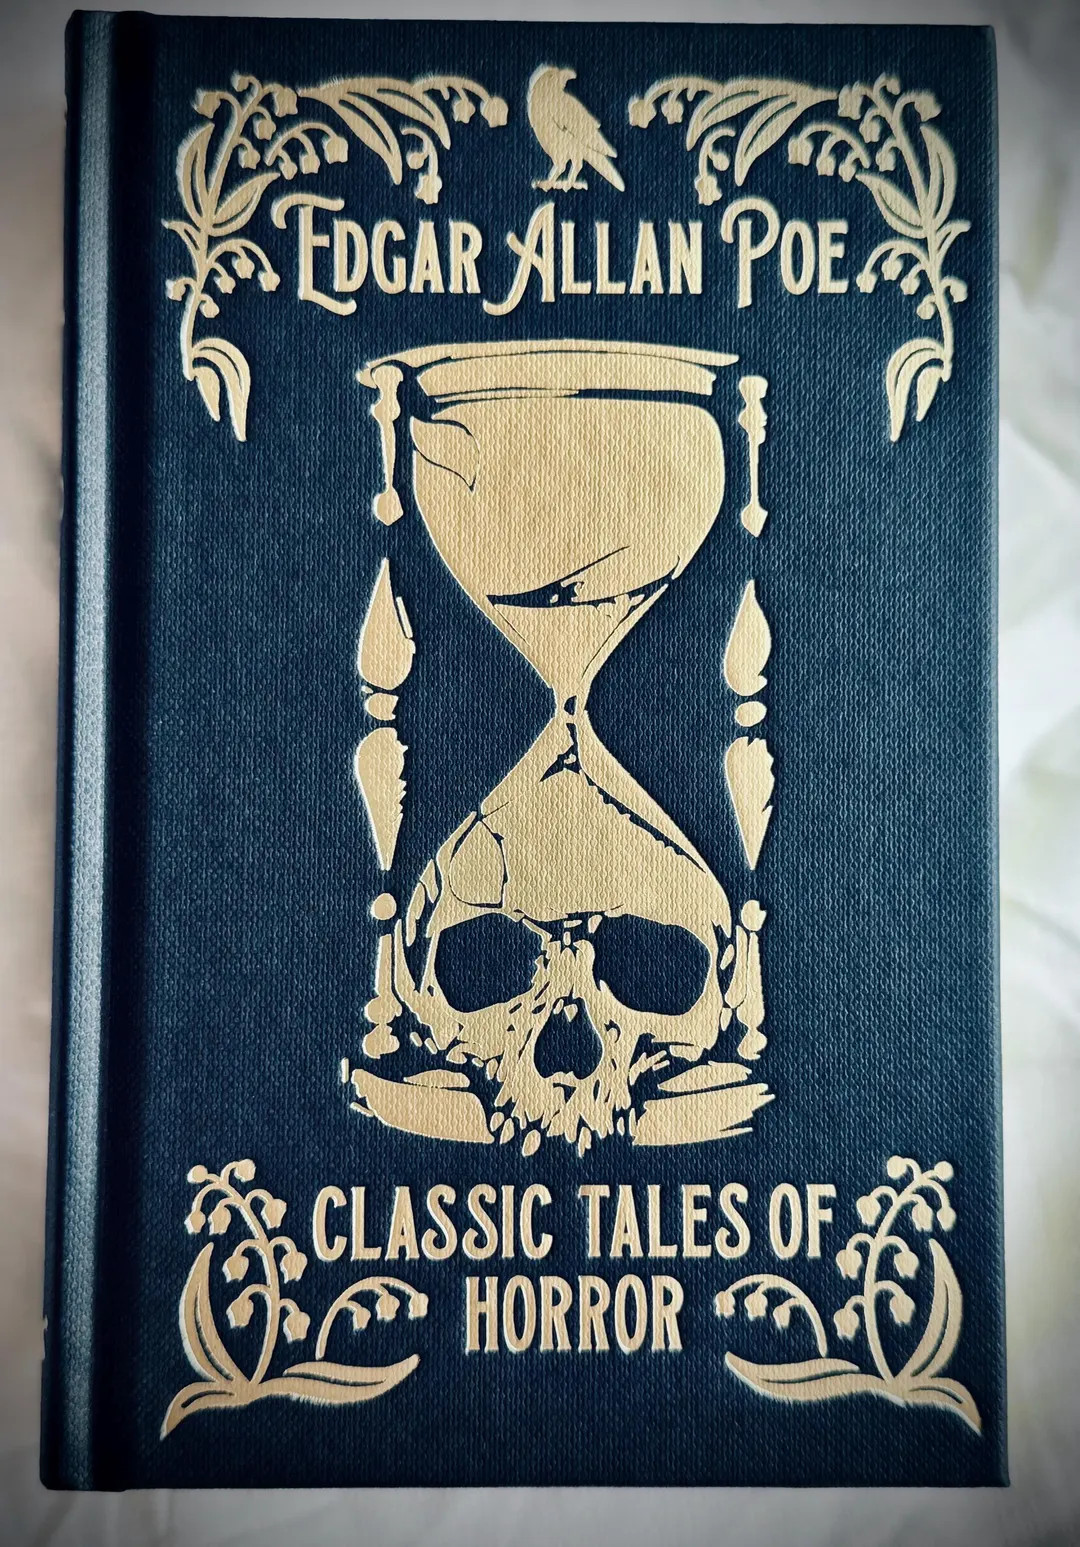 EDGAR ALLAN POE
CLASSIC TALES OF
HORROR